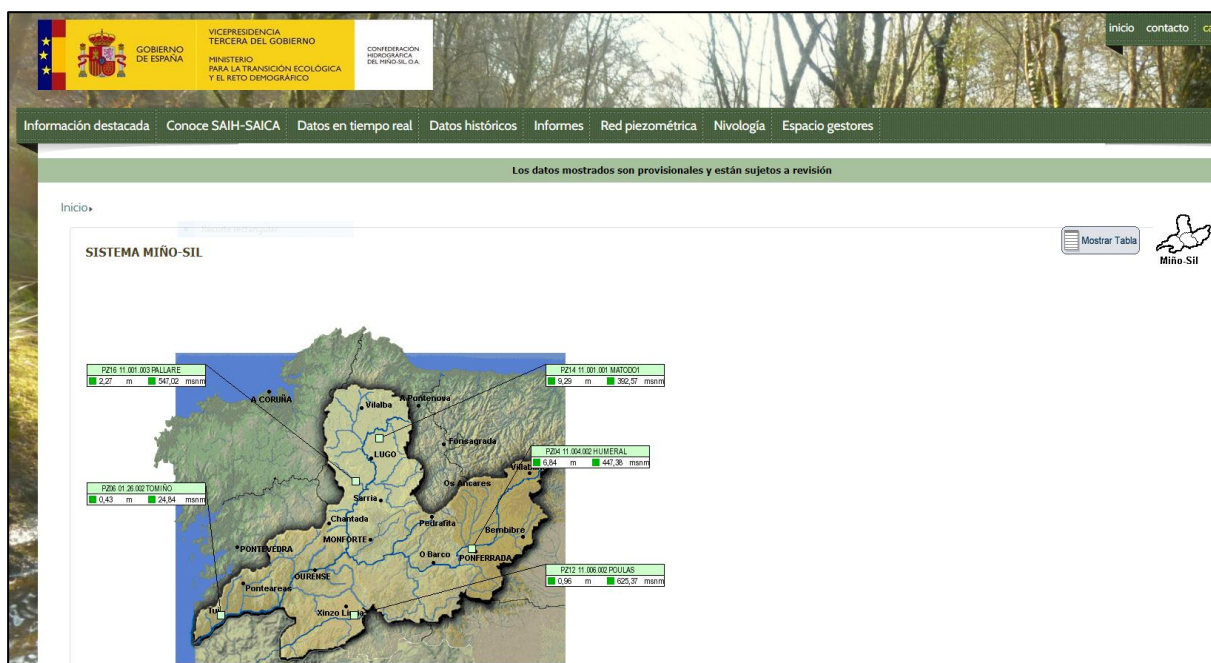 GOBIERNO
DE ESPAÑA
VICEPRESIDENCIA
TERCERA DEL GOBIERNO
MINISTERIO
PARA LA TRANSICIÓN ECOLÓGICA
Y EL RETO DEMOGRÁFICO
CONFEDERACIÓN
HIDROGRÁFICA
DEL MIÑO-SIL, O.A.
inicio contacto ca
Información destacada Conoce SAIH-SAICA Datos en tiempo real Datos históricos Informes Red piezométrica Nivología Espacio gestores
Los datos mostrados son provisionales y están sujetos a revisión
Inicio
SISTEMA MIÑO-SIL
Mostrar Tabla
Miño-Sil
PZ16 11.001.003 PALLARE
2,27 m 547,02 msnm
PZ14 11.001.001 MATODO1
9,29 m 392,57 msnm
A CORUÑA
Vilalba
A Pontenova
Fonsagrada
LUGO
PZ04 11.004.002 HUMERAL
6,84 m 447,38 msnm
Villab
Os Ancares
PZ06 01.26.002 TOMIÑO
0,43 m 24,84 msnm
Sarria
Chantada
Pedrafita
Bembibre
MONFORTE
PONTEVEDRA
O Barco
PONFERRADA
OURENSE
PZ12 11.006.002 POULAS
0,96 m 625,37 msnm
Ponteareas
Tui
Xinzo Limia